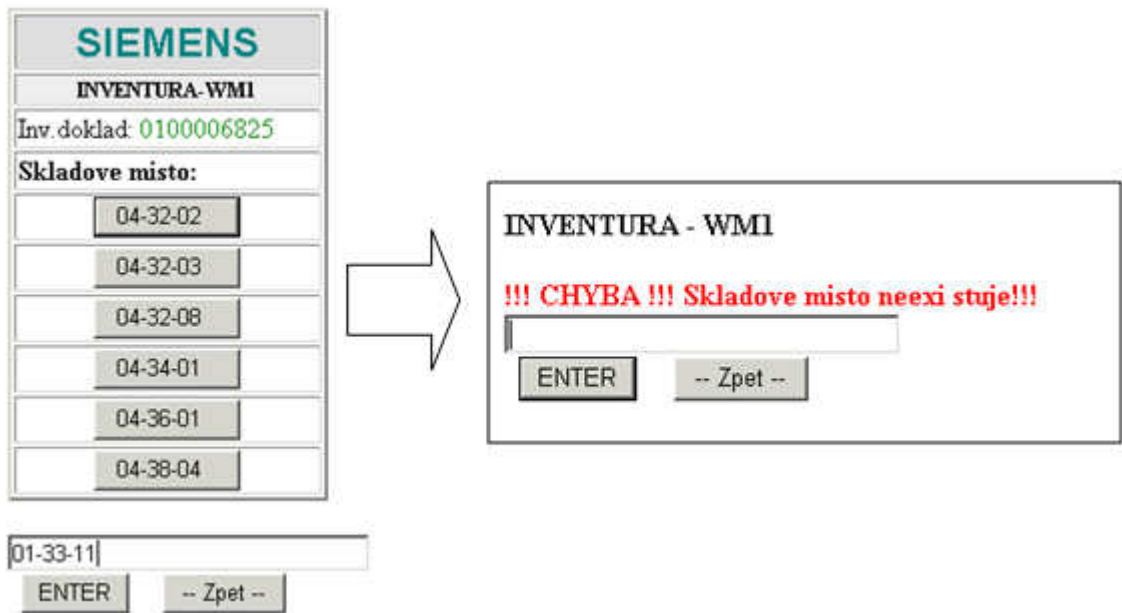 SIEMENS
INVENTURA-WM1
Inv.doklad: 0100006825
Skladove misto:
04-32-02
04-32-03
04-32-08
04-34-01
04-36-01
04-38-04
01-33-11
ENTER -- Zpet --
INVENTURA - WM1
!!! CHYBA !!! Skladove misto neexi stuje!!!
ENTER -- Zpet --